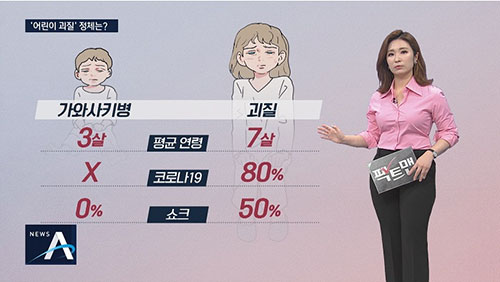 '어린이 괴질' 정체는?
가와사키병 괴질
3살 평균 연령 7살
X 코로나19 80%
0% 쇼크 50%
팩트맨
NEWS A